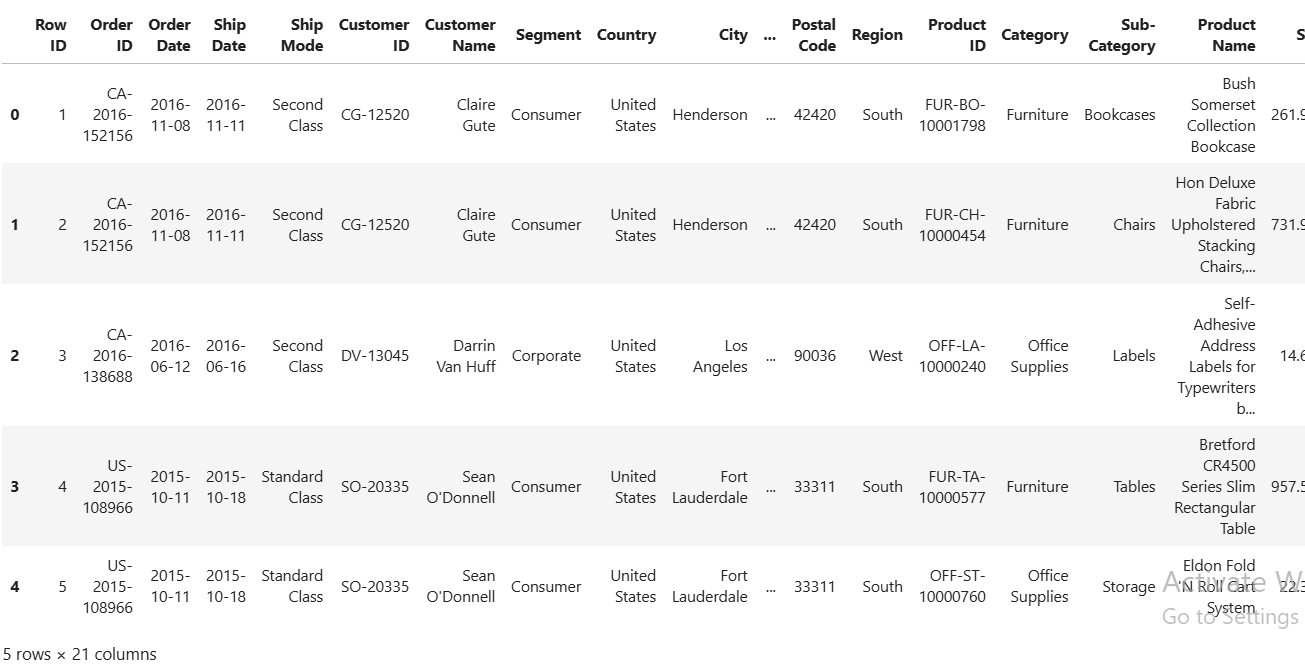 Row ID Order ID Order Date Ship Date Ship Mode Customer ID Customer Name Segment Country City ... Postal Code Region Product ID Category Sub-Category Product Name
0 1 CA-2016-152156 2016-11-08 2016-11-11 Second Class CG-12520 Claire Gute Consumer United States Henderson ... 42420 South FUR-BO-10001798 Furniture Bookcases Bush Somerset Collection Bookcase 261.9
1 2 CA-2016-152156 2016-11-08 2016-11-11 Second Class CG-12520 Claire Gute Consumer United States Henderson ... 42420 South FUR-CH-10000454 Furniture Chairs Hon Deluxe Fabric Upholstered Stacking Chairs,... 731.9
2 3 CA-2016-138688 2016-06-12 2016-06-16 Second Class DV-13045 Darrin Van Huff Corporate United States Los Angeles ... 90036 West OFF-LA-10000240 Office Supplies Labels Self-Adhesive Address Labels for Typewriters b... 14.6
3 4 US-2015-108966 2015-10-11 2015-10-18 Standard Class SO-20335 Sean O'Donnell Consumer United States Fort Lauderdale ... 33311 South FUR-TA-10000577 Furniture Tables Bretford CR4500 Series Slim Rectangular Table 957.5
4 5 US-2015-108966 2015-10-11 2015-10-18 Standard Class SO-20335 Sean O'Donnell Consumer United States Fort Lauderdale ... 33311 South OFF-ST-10000760 Office Supplies Storage Eldon Fold 'N Roll Cart System 22.3
Activate W
Go to Settings
5 rows × 21 columns